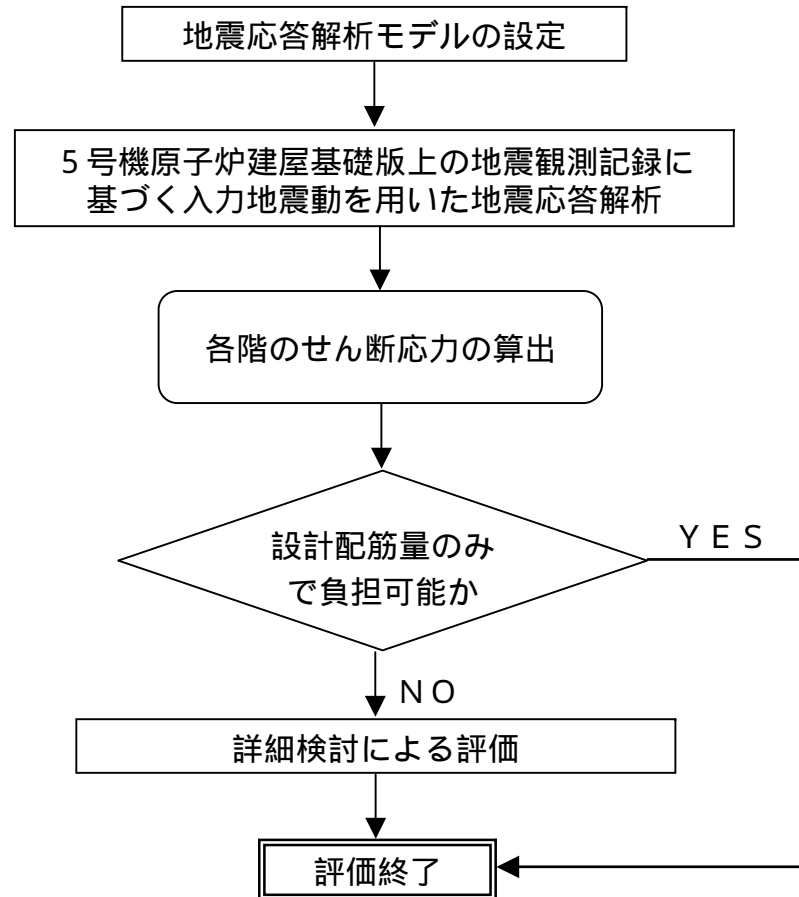 地震応答解析モデルの設定
5号機原子炉建屋基礎版上の地震観測記録に
基づく入力地震動を用いた地震応答解析
各階のせん断応力の算出
設計配筋量のみ
で負担可能か
ＹＥＳ
ＮＯ
詳細検討による評価
評価終了